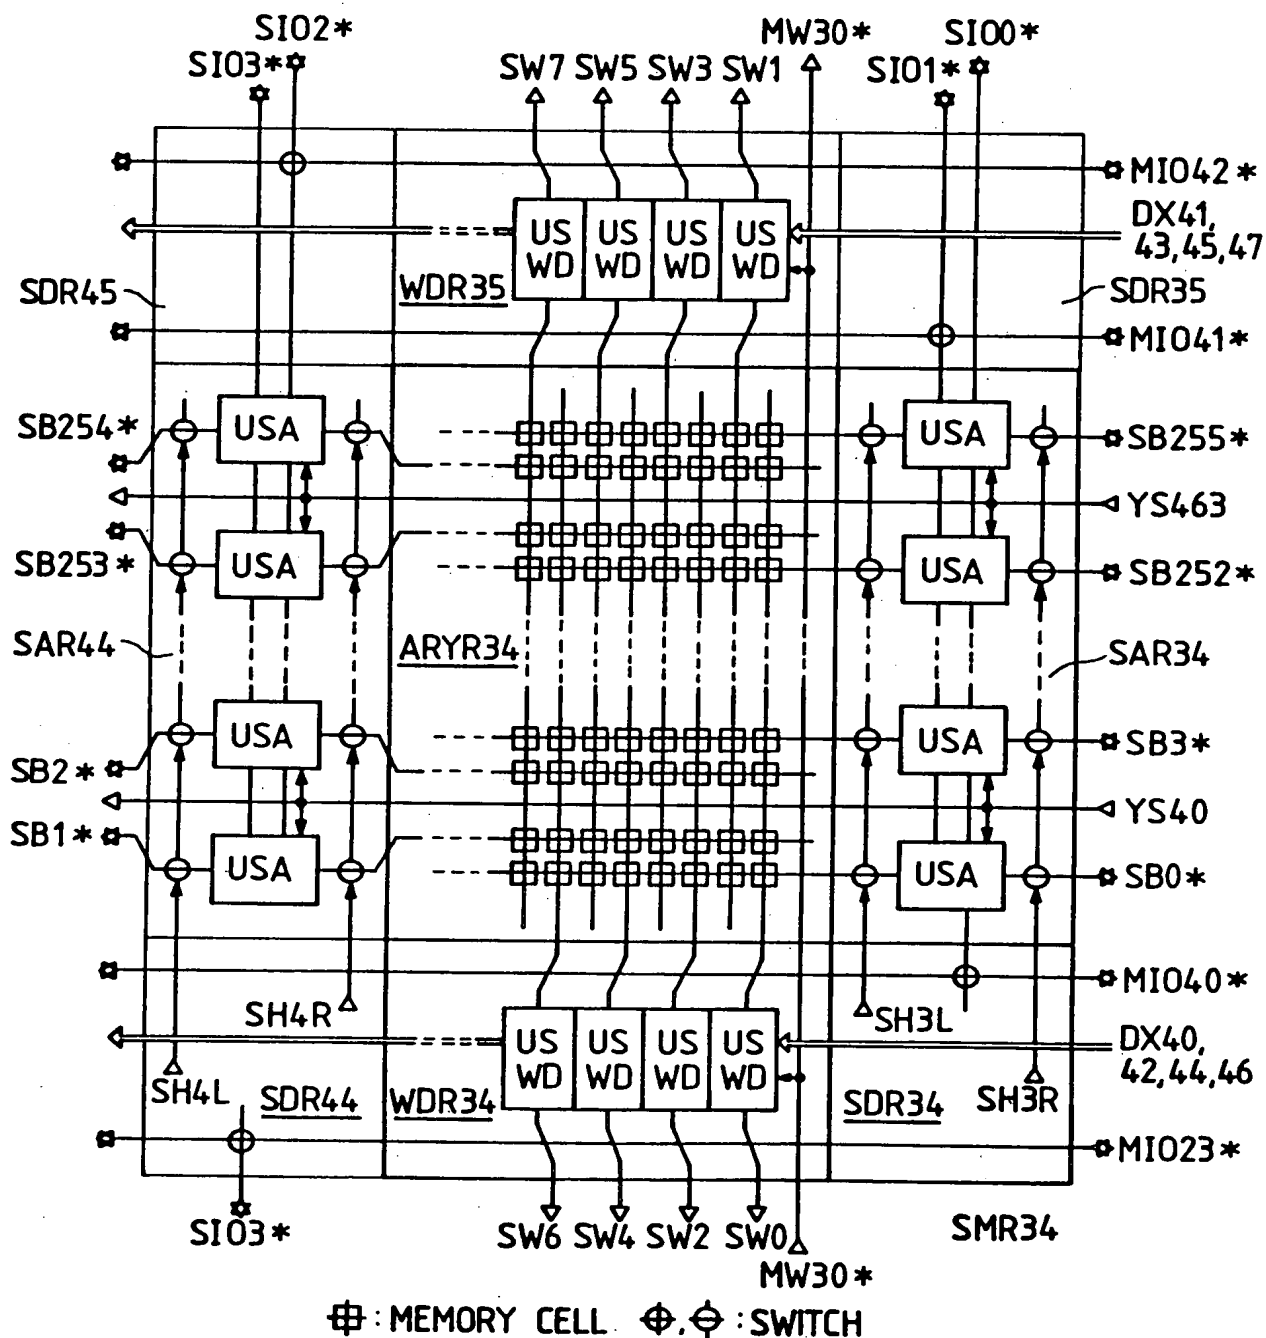 SIO2*
SIO3*
MW30*
SIO0*
SIO1*
SW7 SW5 SW3 SW1
MIO42*
DX41,
43,45,47
US WD
US WD
US WD
US WD
SDR45
WDR35
SDR35
MIO41*
SB254*
USA
USA
SB255*
YS463
SB253*
USA
USA
SB252*
SAR44
ARYR34
SAR34
SB2*
USA
USA
SB3*
YS40
SB1*
USA
USA
SB0*
MIO40*
SH4R
SH3L
US WD
US WD
US WD
US WD
DX40,
42,44,46
SH4L
SDR44
WDR34
SDR34
SH3R
MIO23*
SIO3*
SW6 SW4 SW2 SW0
SMR34
MW30*
: MEMORY CELL , : SWITCH